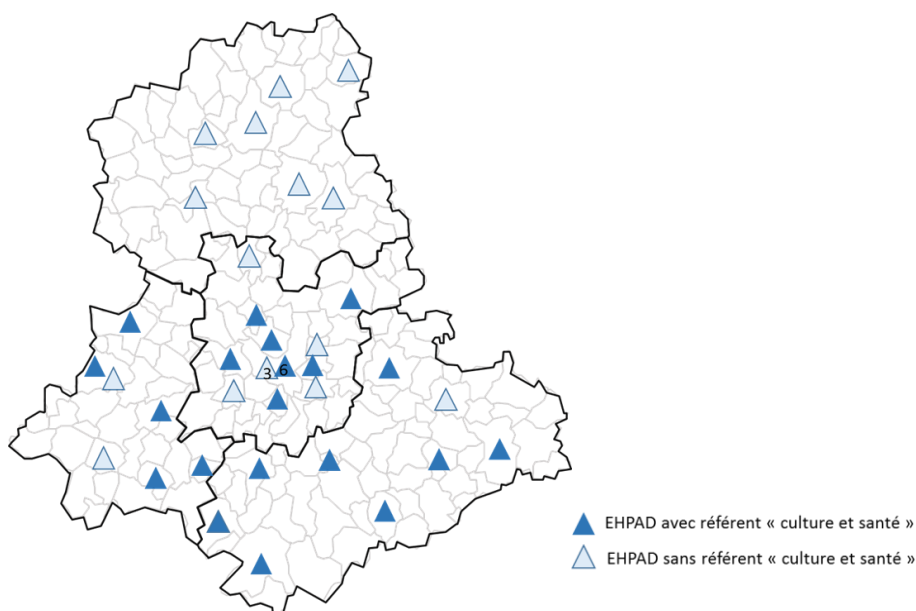 3 6
EHPAD avec référent « culture et santé »
EHPAD sans référent « culture et santé »